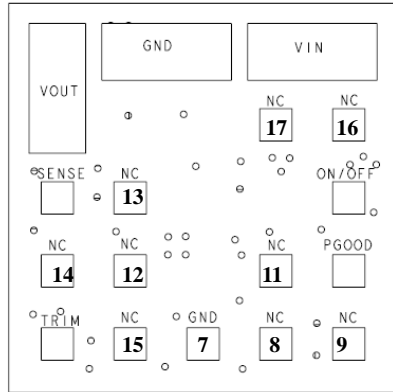 GND VIN
VOUT
NC NC
17 16
SENSE NC ON/OFF
13
NC NC NC PGOOD
14 12 11
TRIM NC GND NC NC
15 7 8 9